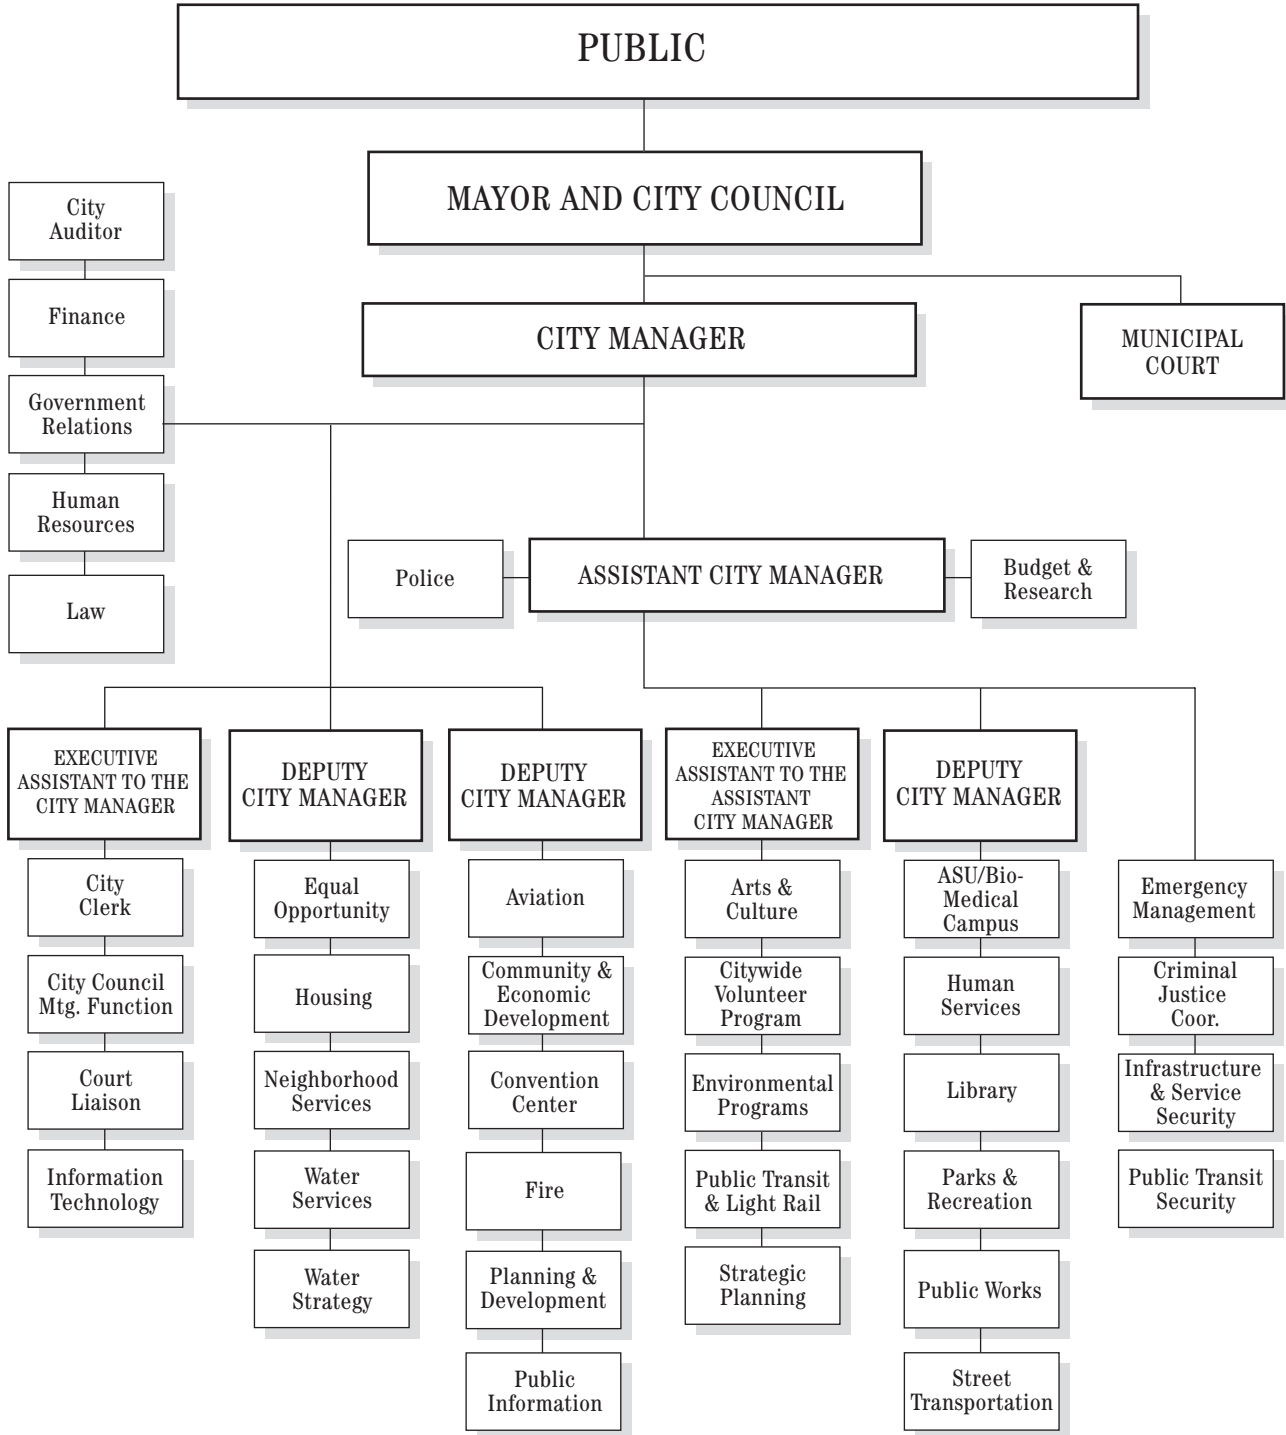 PUBLIC
MAYOR AND CITY COUNCIL
CITY MANAGER
MUNICIPAL
COURT
City
Auditor
Finance
Government
Relations
Human
Resources
Law
Police
ASSISTANT CITY MANAGER
Budget &
Research
EXECUTIVE
ASSISTANT TO THE
CITY MANAGER
City
Clerk
City Council
Mtg. Function
Court
Liaison
Information
Technology
DEPUTY
CITY MANAGER
Equal
Opportunity
Housing
Neighborhood
Services
Water
Services
Water
Strategy
DEPUTY
CITY MANAGER
Aviation
Community &
Economic
Development
Convention
Center
Fire
Planning &
Development
Public
Information
EXECUTIVE
ASSISTANT TO THE
ASSISTANT
CITY MANAGER
Arts &
Culture
Citywide
Volunteer
Program
Environmental
Programs
Public Transit
& Light Rail
Strategic
Planning
DEPUTY
CITY MANAGER
ASU/Bio-
Medical
Campus
Human
Services
Library
Parks &
Recreation
Public Works
Street
Transportation
Emergency
Management
Criminal
Justice
Coor.
Infrastructure
& Service
Security
Public Transit
Security